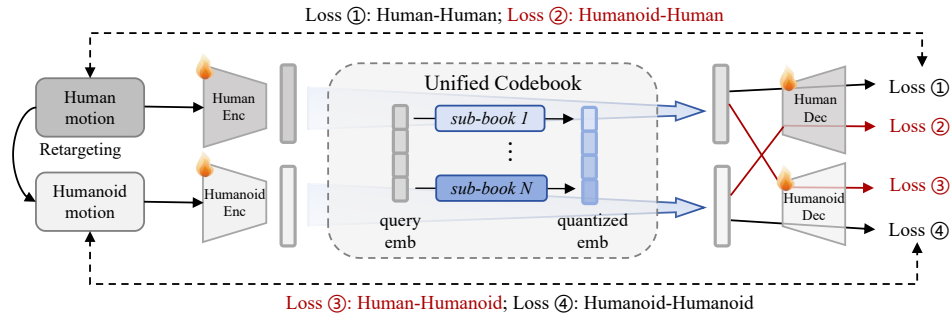 Loss ①: Human-Human; Loss ②: Humanoid-Human
Human
motion
Retargeting
Humanoid
motion
Human
Enc
Humanoid
Enc
Unified Codebook
sub-book 1
⋮
sub-book N
query
emb
quantized
emb
Human
Dec
Humanoid
Dec
Loss ①
Loss ②
Loss ③
Loss ④
Loss ③: Human-Humanoid; Loss ④: Humanoid-Humanoid